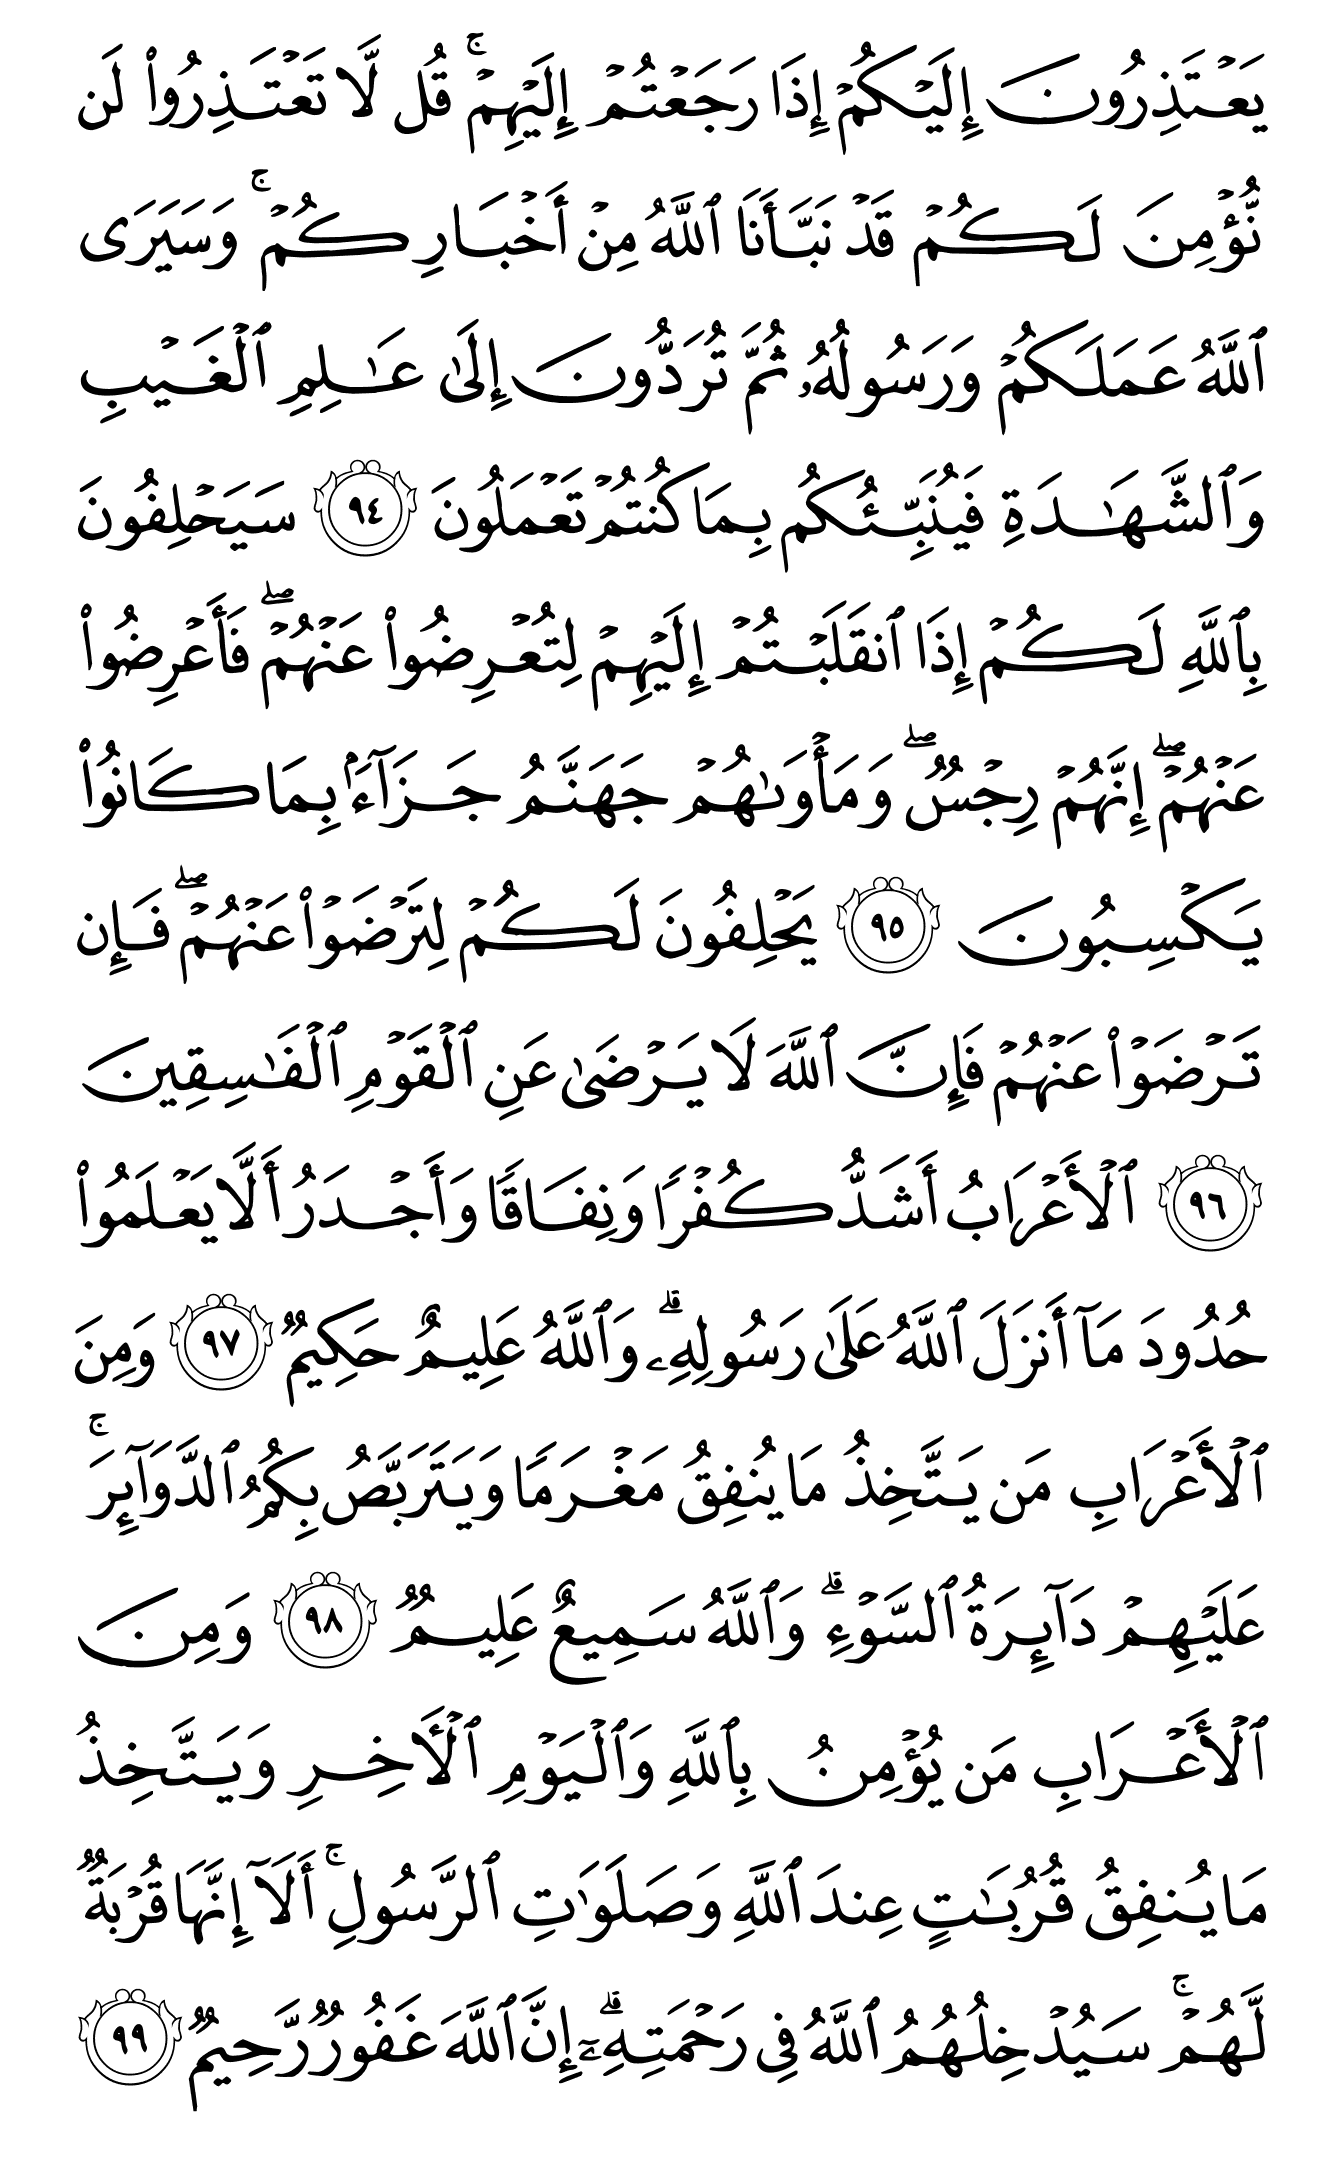 يَعْتَذِرُونَ إِلَيْكُمْ إِذَا رَجَعْتُمْ إِلَيْهِمْ ۚ قُل لَّا تَعْتَذِرُوا۟ لَن
نُّؤْمِنَ لَكُمْ قَدْ نَبَّأَنَا ٱللَّهُ مِنْ أَخْبَارِكُمْ ۚ وَسَيَرَى
ٱللَّهُ عَمَلَكُمْ وَرَسُولُهُۥ ثُمَّ تُرَدُّونَ إِلَىٰ عَـٰلِمِ ٱلْغَيْبِ
وَٱلشَّهَـٰدَةِ فَيُنَبِّئُكُم بِمَا كُنتُمْ تَعْمَلُونَ ٩٤ سَيَحْلِفُونَ
بِٱللَّهِ لَكُمْ إِذَا ٱنقَلَبْتُمْ إِلَيْهِمْ لِتُعْرِضُوا۟ عَنْهُمْ ۖ فَأَعْرِضُوا۟
عَنْهُمْ ۖ إِنَّهُمْ رِجْسٌ ۖ وَمَأْوَىٰهُمْ جَهَنَّمُ جَزَآءًۢ بِمَا كَانُوا۟
يَكْسِبُونَ ٩٥ يَحْلِفُونَ لَكُمْ لِتَرْضَوْا۟ عَنْهُمْ ۖ فَإِن
تَرْضَوْا۟ عَنْهُمْ فَإِنَّ ٱللَّهَ لَا يَرْضَىٰ عَنِ ٱلْقَوْمِ ٱلْفَـٰسِقِينَ
٩٦ ٱلْأَعْرَابُ أَشَدُّ كُفْرًا وَنِفَاقًا وَأَجْدَرُ أَلَّا يَعْلَمُوا۟
حُدُودَ مَآ أَنزَلَ ٱللَّهُ عَلَىٰ رَسُولِهِۦ ۗ وَٱللَّهُ عَلِيمٌ حَكِيمٌ ٩٧ وَمِنَ
ٱلْأَعْرَابِ مَن يَتَّخِذُ مَا يُنفِقُ مَغْرَمًا وَيَتَرَبَّصُ بِكُمُ ٱلدَّوَآئِرَ ۚ
عَلَيْهِمْ دَآئِرَةُ ٱلسَّوْءِ ۗ وَٱللَّهُ سَمِيعٌ عَلِيمٌ ٩٨ وَمِنَ
ٱلْأَعْرَابِ مَن يُؤْمِنُ بِٱللَّهِ وَٱلْيَوْمِ ٱلْـَٔاخِرِ وَيَتَّخِذُ
مَا يُنفِقُ قُرُبَـٰتٍ عِندَ ٱللَّهِ وَصَلَوَٰتِ ٱلرَّسُولِ ۚ أَلَآ إِنَّهَا قُرْبَةٌ
لَّهُمْ ۚ سَيُدْخِلُهُمُ ٱللَّهُ فِى رَحْمَتِهِۦٓ ۗ إِنَّ ٱللَّهَ غَفُورٌ رَّحِيمٌ ٩٩